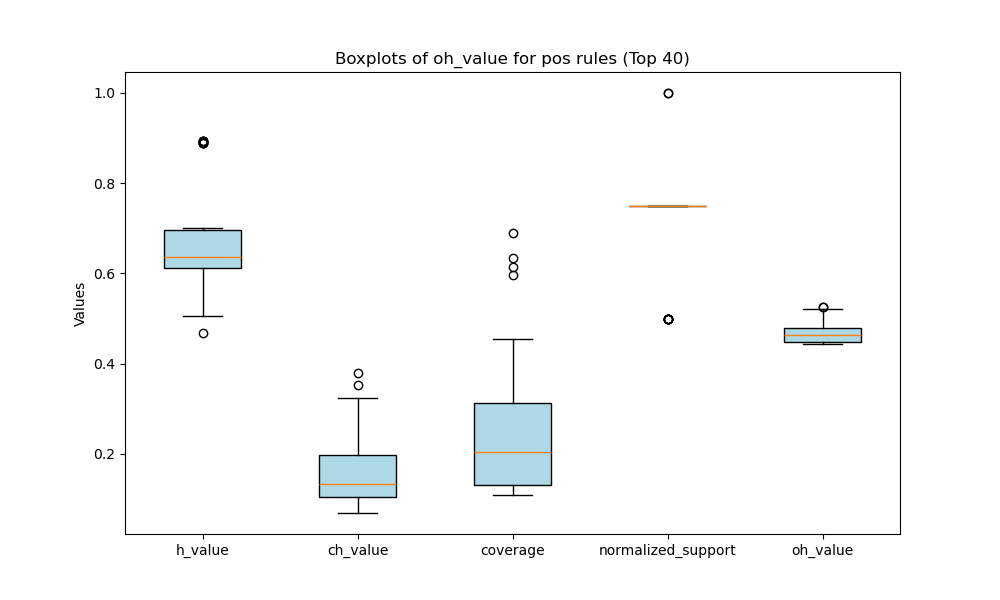 Boxplots of oh_value for pos rules (Top 40)
Values
1.0
0.8
0.6
0.4
0.2
h_value
ch_value
coverage
normalized_support
oh_value